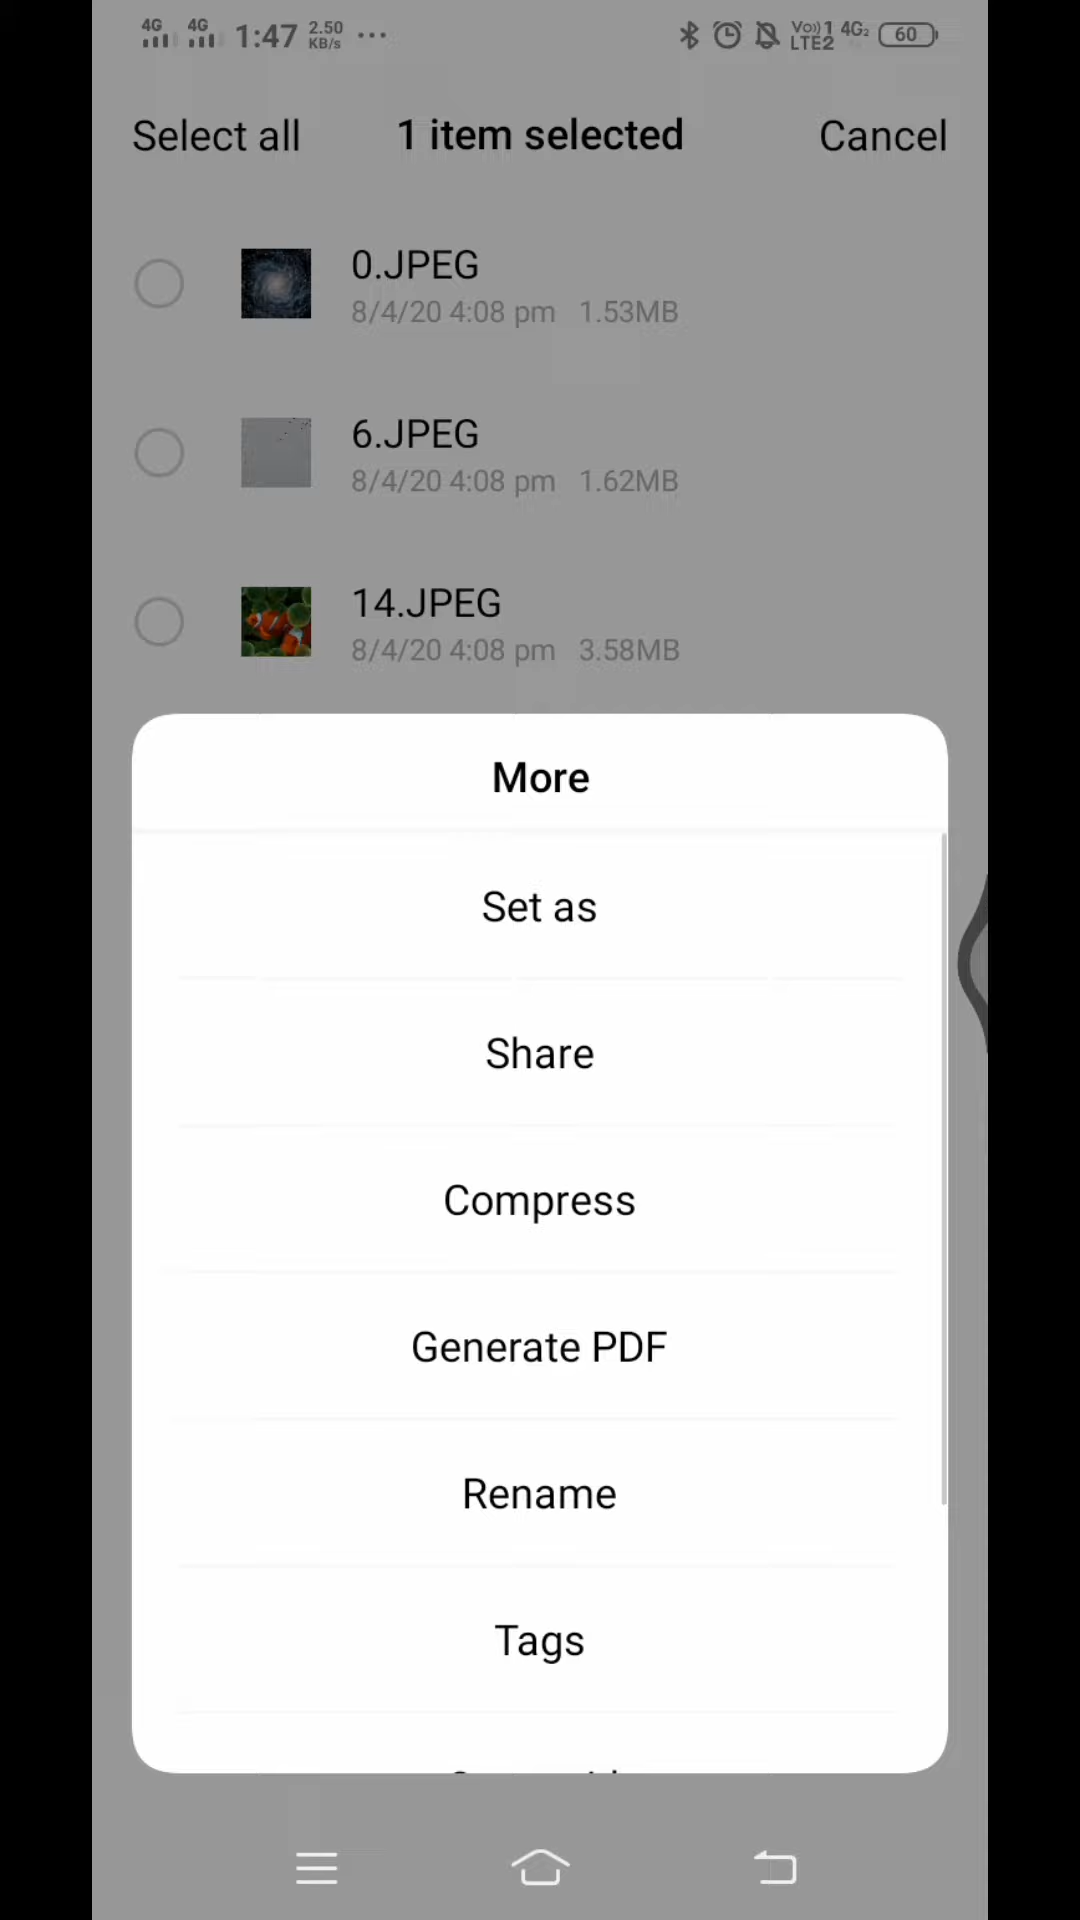 4G 4G 1:47 2.50 KB/s ... Vo)) 1 LTE2 4G2 60
Select all 1 item selected Cancel
0.JPEG
8/4/20 4:08 pm 1.53MB
6.JPEG
8/4/20 4:08 pm 1.62MB
14.JPEG
8/4/20 4:08 pm 3.58MB
More
Set as
Share
Compress
Generate PDF
Rename
Tags